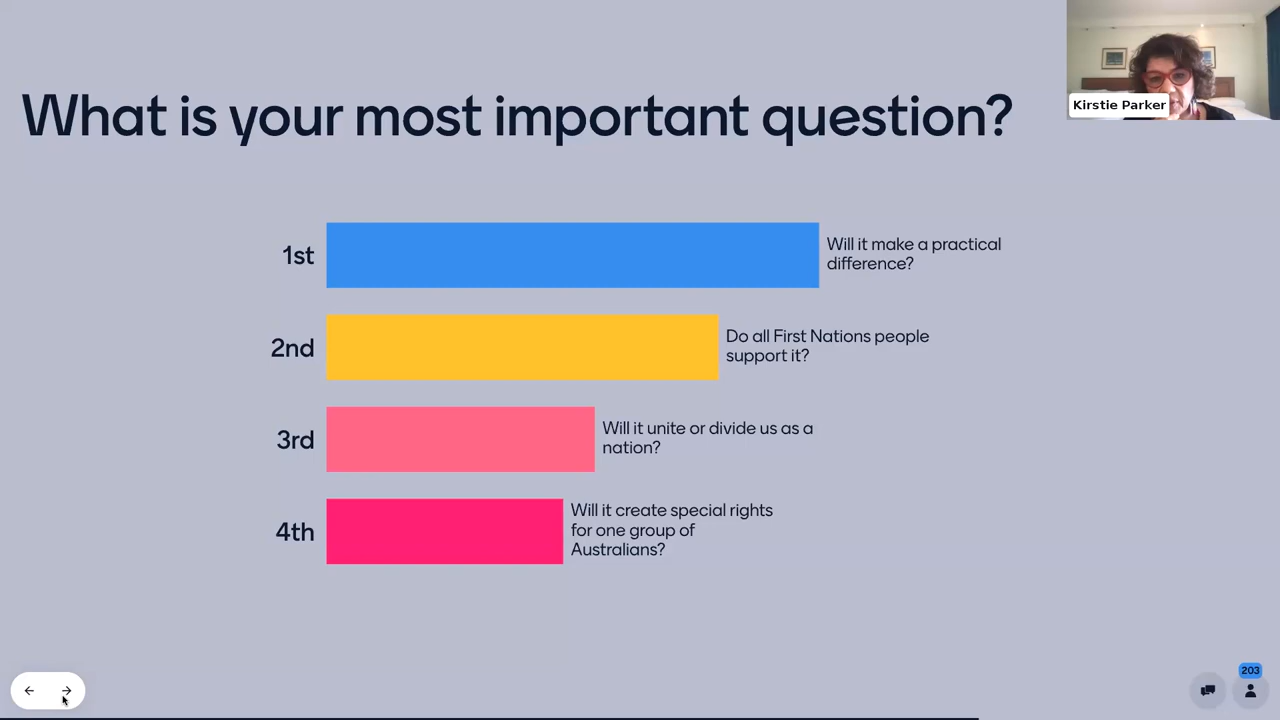 What is your most important question?
Kirstie Parker
1st
Will it make a practical
difference?
2nd
Do all First Nations people
support it?
3rd
Will it unite or divide us as a
nation?
4th
Will it create special rights
for one group of
Australians?
203